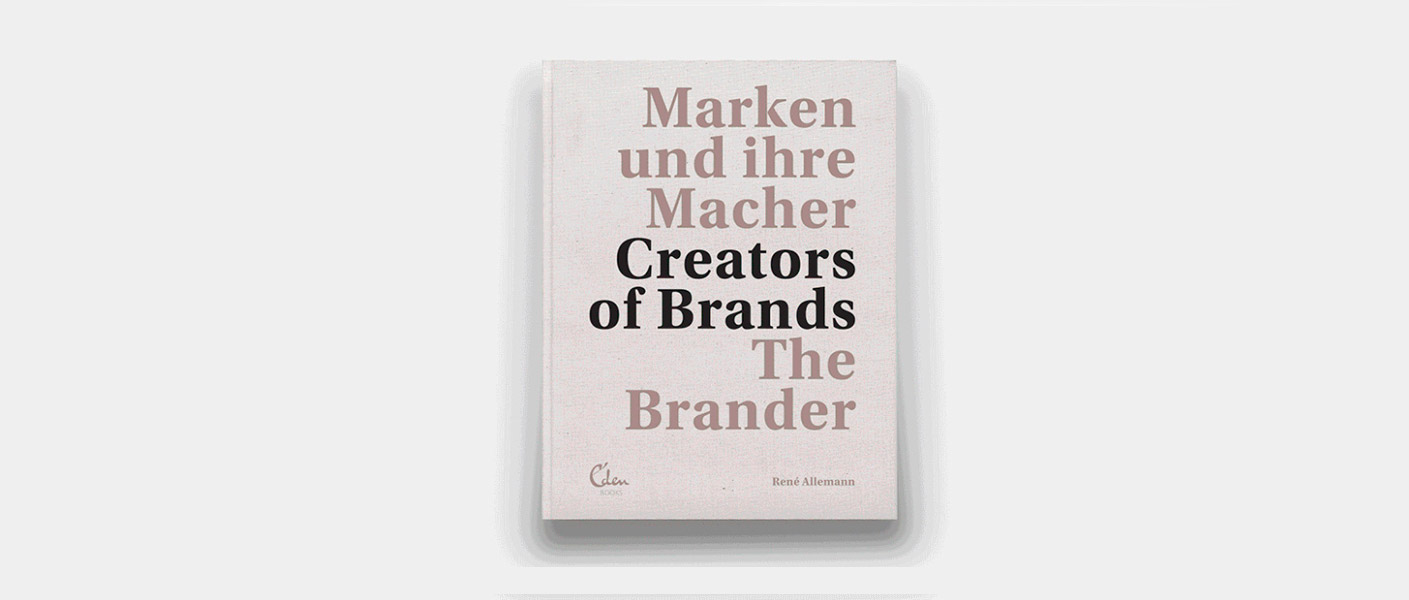 Marken
und ihre
Macher
Creators
of Brands
The
Brander
Eden
BOOKS
René Allemann